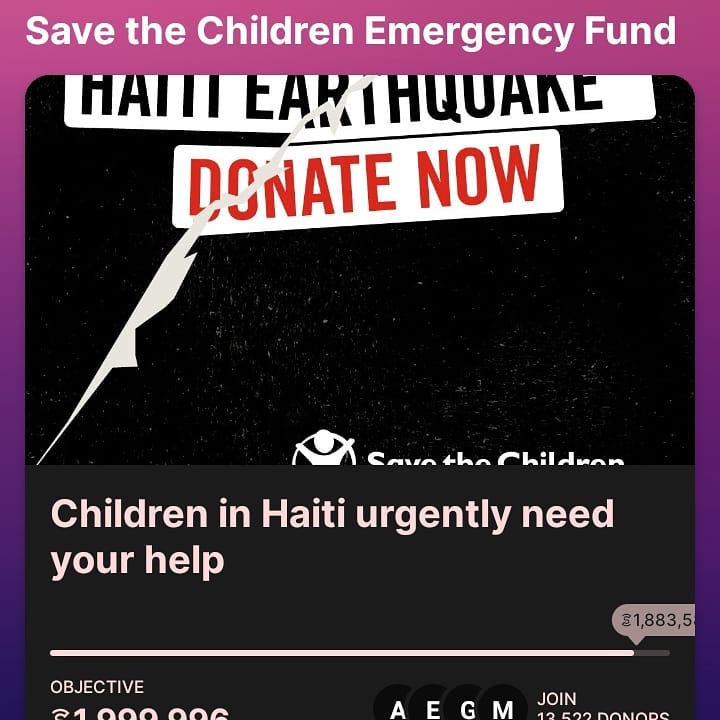 Save the Children Emergency Fund
HAITI EARTHQUAKE
DONATE NOW
Save the Children
Children in Haiti urgently need
your help
1,883,5
OBJECTIVE
1,999,996
A E G M
JOIN
13,522 DONORS